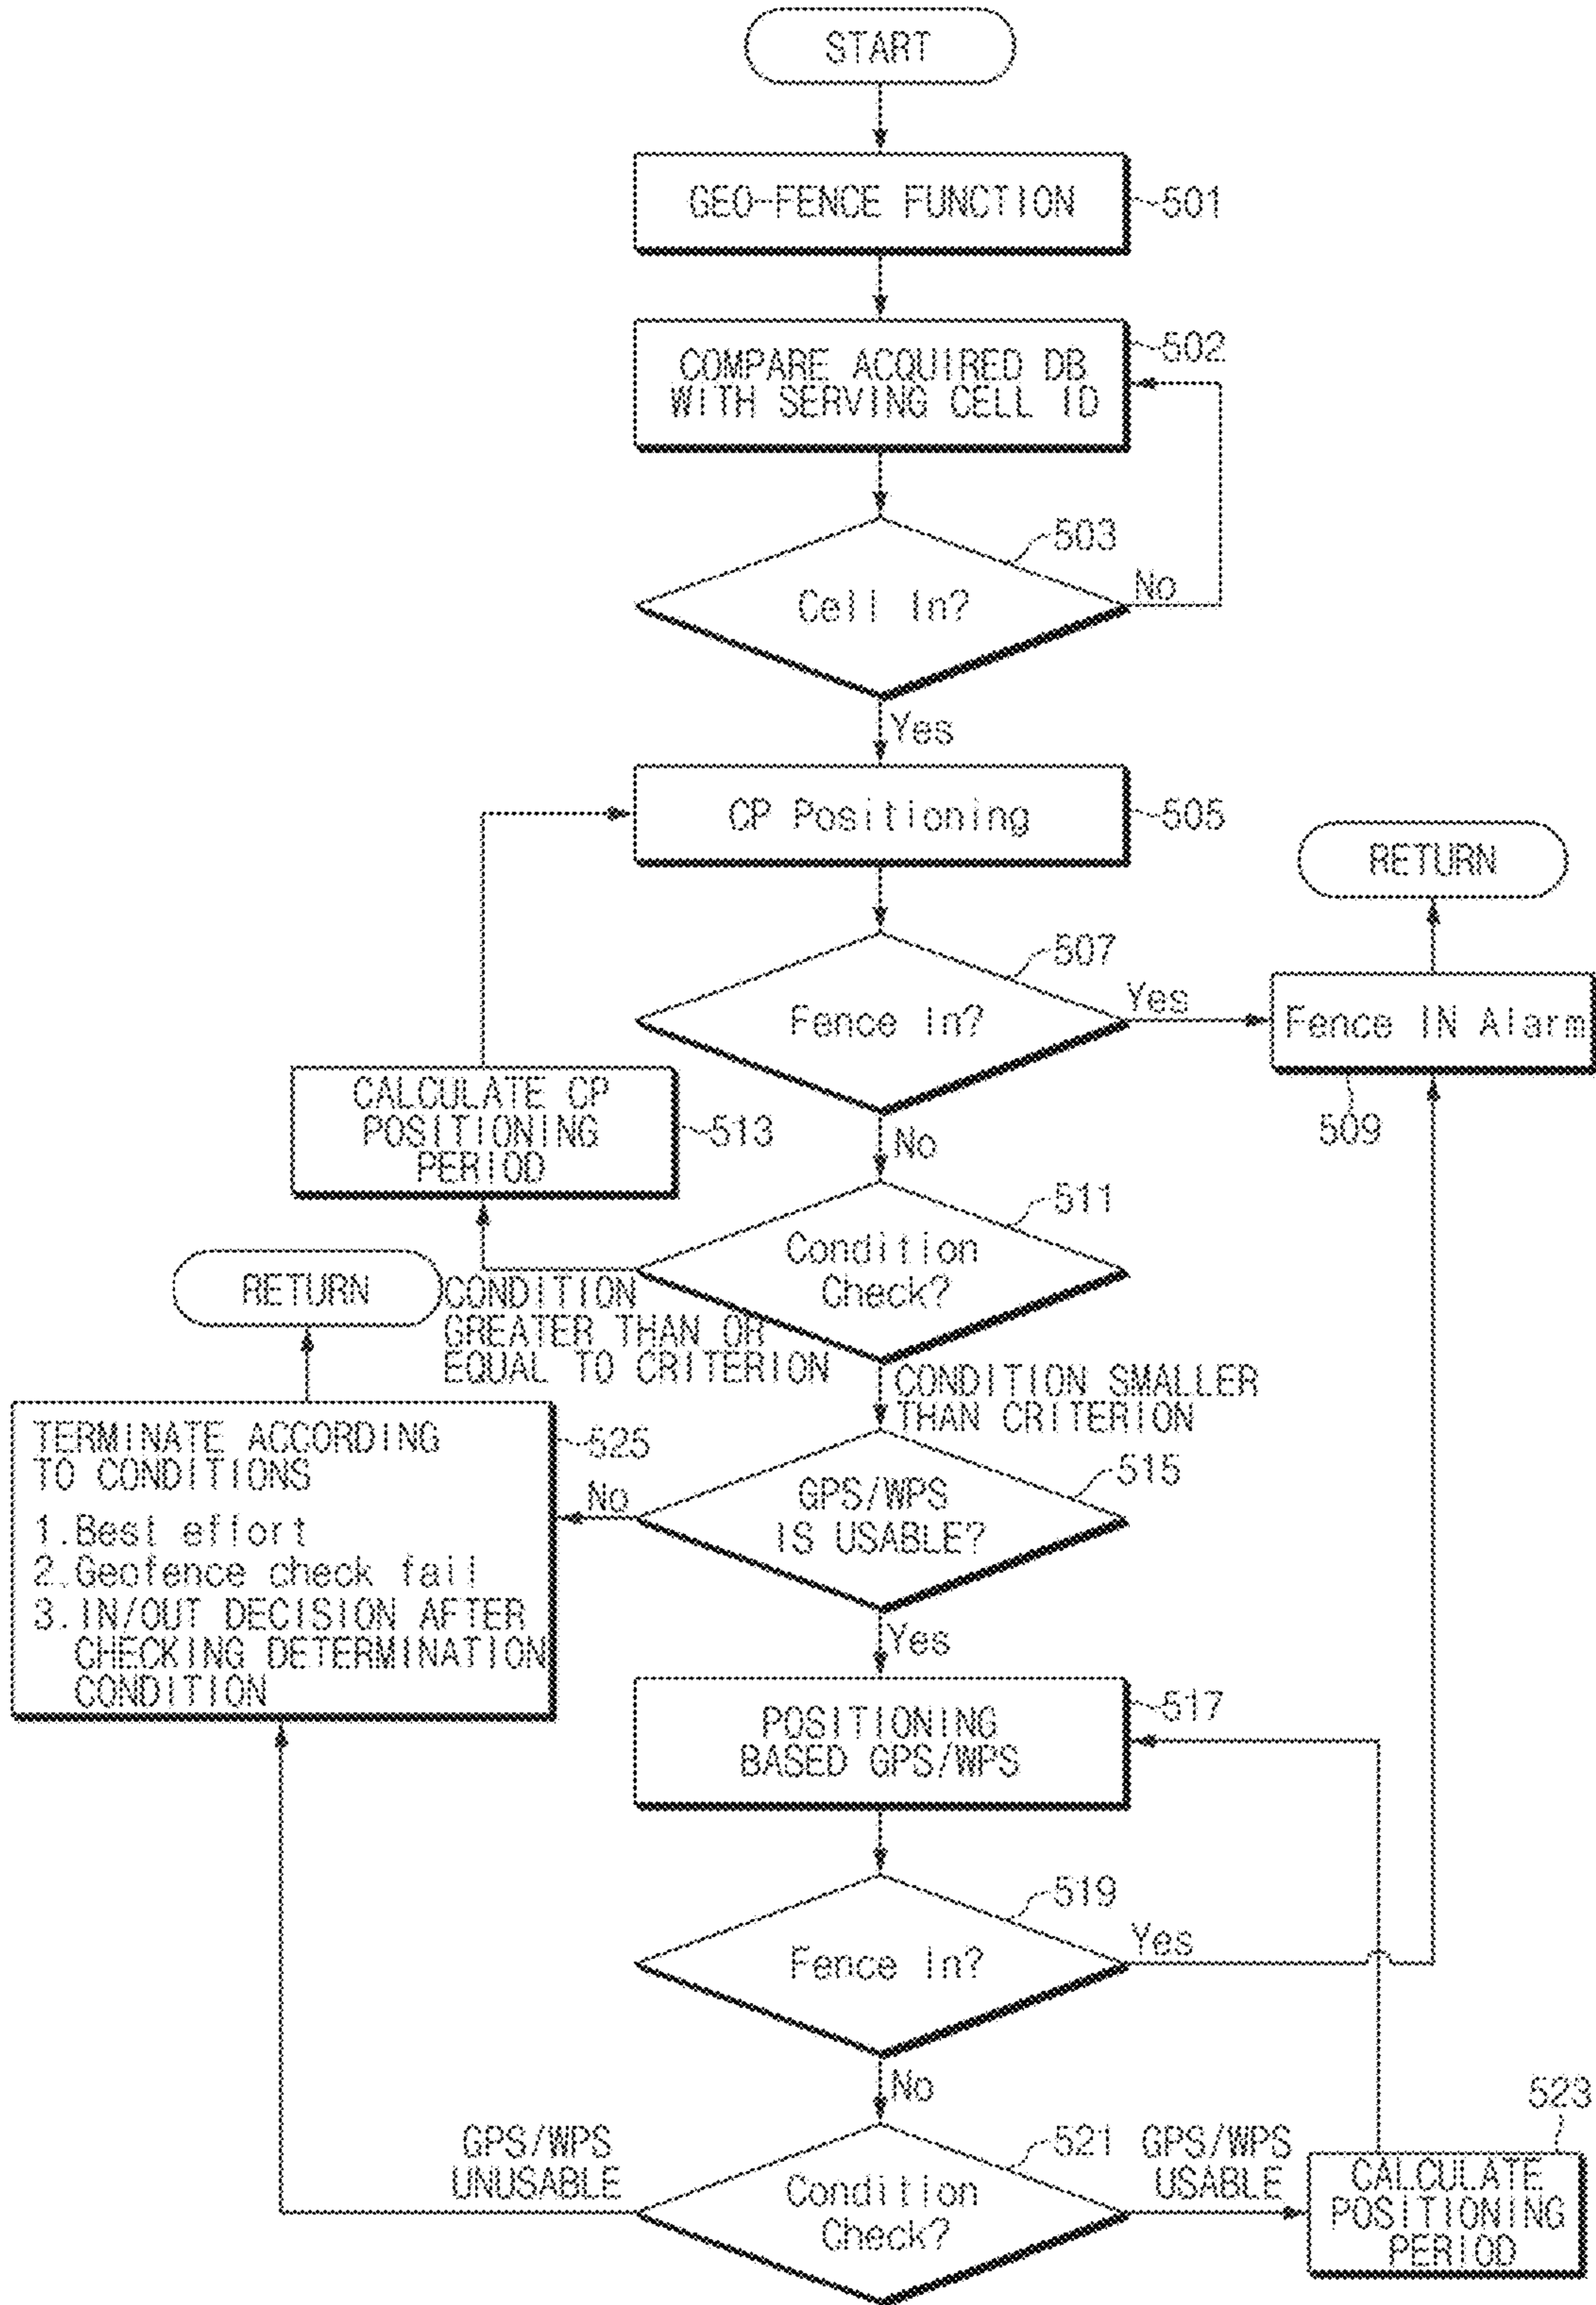 START
GEO-FENCE FUNCTION
501
COMPARE ACQUIRED DB
WITH SERVING CELL ID
502
503
Cell In?
No
Yes
CP Positioning
505
RETURN
507
Fence In?
Yes
Fence IN Alarm
509
No
CALCULATE CP
POSITIONING
PERIOD
513
511
Condition
Check?
RETURN
CONDITION
GREATER THAN OR
EQUAL TO CRITERION
CONDITION SMALLER
THAN CRITERION
TERMINATE ACCORDING
TO CONDITIONS
1.Best effort
2.Geofence check fail
3.IN/OUT DECISION AFTER
CHECKING DETERMINATION
CONDITION
525
No
515
GPS/WPS
IS USABLE?
Yes
POSITIONING
BASED GPS/WPS
517
519
Fence In?
Yes
No
GPS/WPS
UNUSABLE
521
Condition
Check?
GPS/WPS
USABLE
523
CALCULATE
POSITIONING
PERIOD